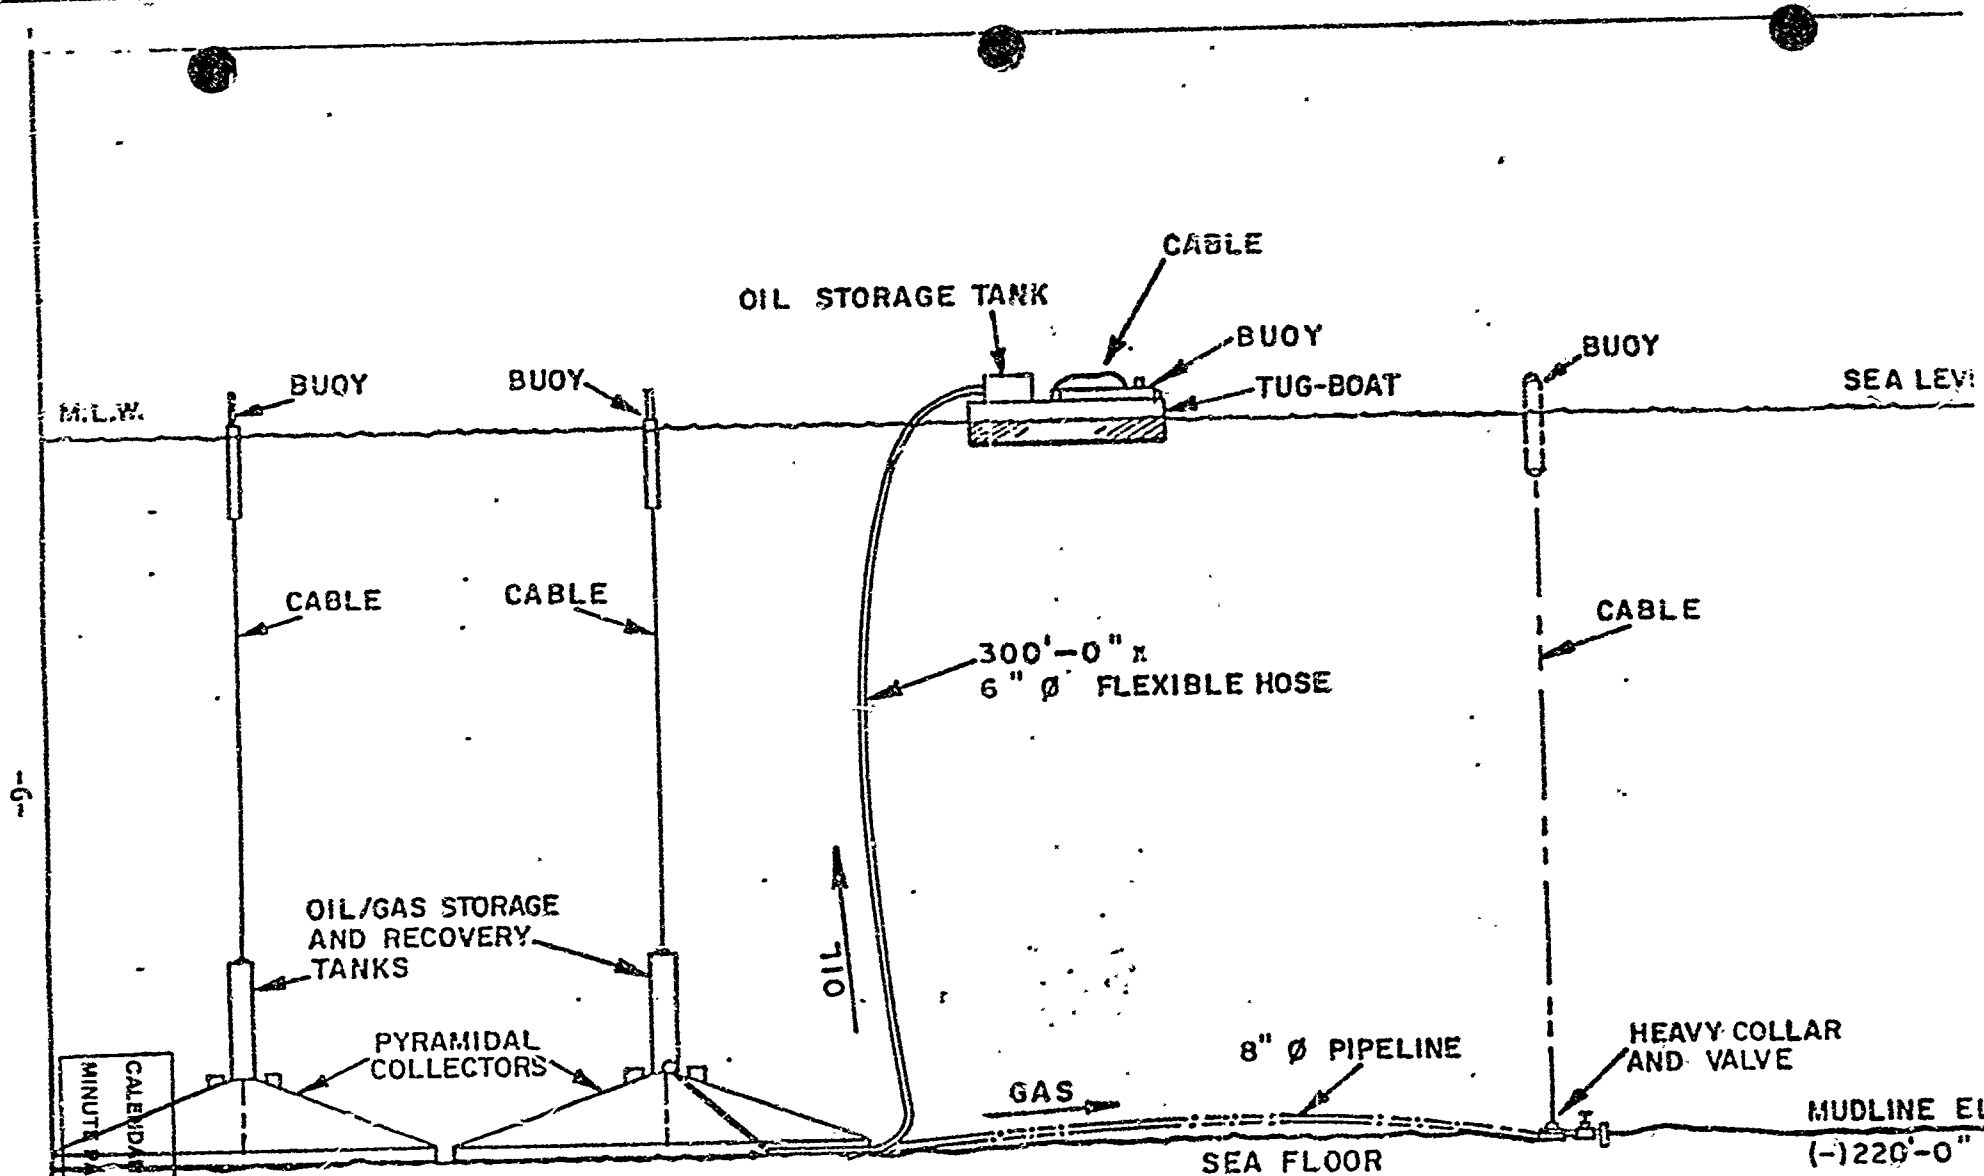 CABLE
OIL STORAGE TANK
BUOY
BUOY
BUOY
BUOY
TUG-BOAT
SEA LEV
M.L.W.
CABLE
CABLE
CABLE
300'-0" x
6" Ø FLEXIBLE HOSE
-6-
OIL/GAS STORAGE
AND RECOVERY
TANKS
OIL
PYRAMIDAL
COLLECTORS
8" Ø PIPELINE
HEAVY COLLAR
AND VALVE
GAS
CALENDAR
MINUTE
MUDLINE EL
(-)220'-0"
SEA FLOOR